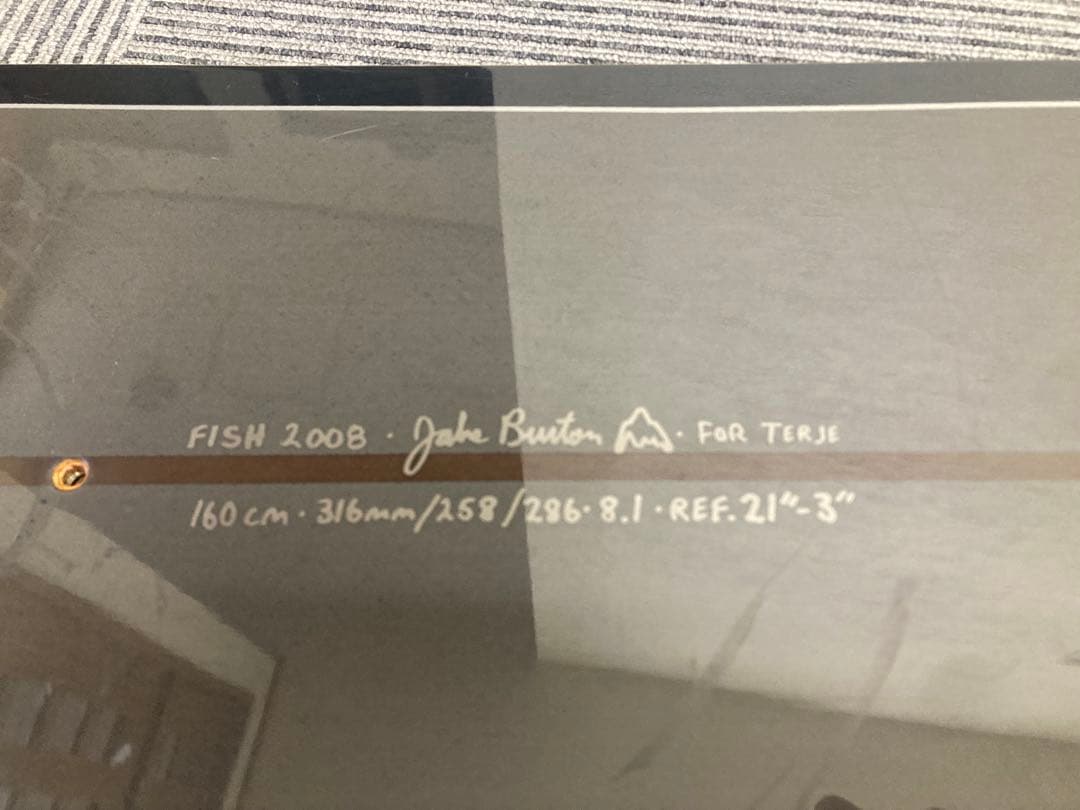 FISH 2008 · Jake Burton · FOR TERJE
160 cm · 316mm/258/286 · 8.1 · REF. 21"-3"